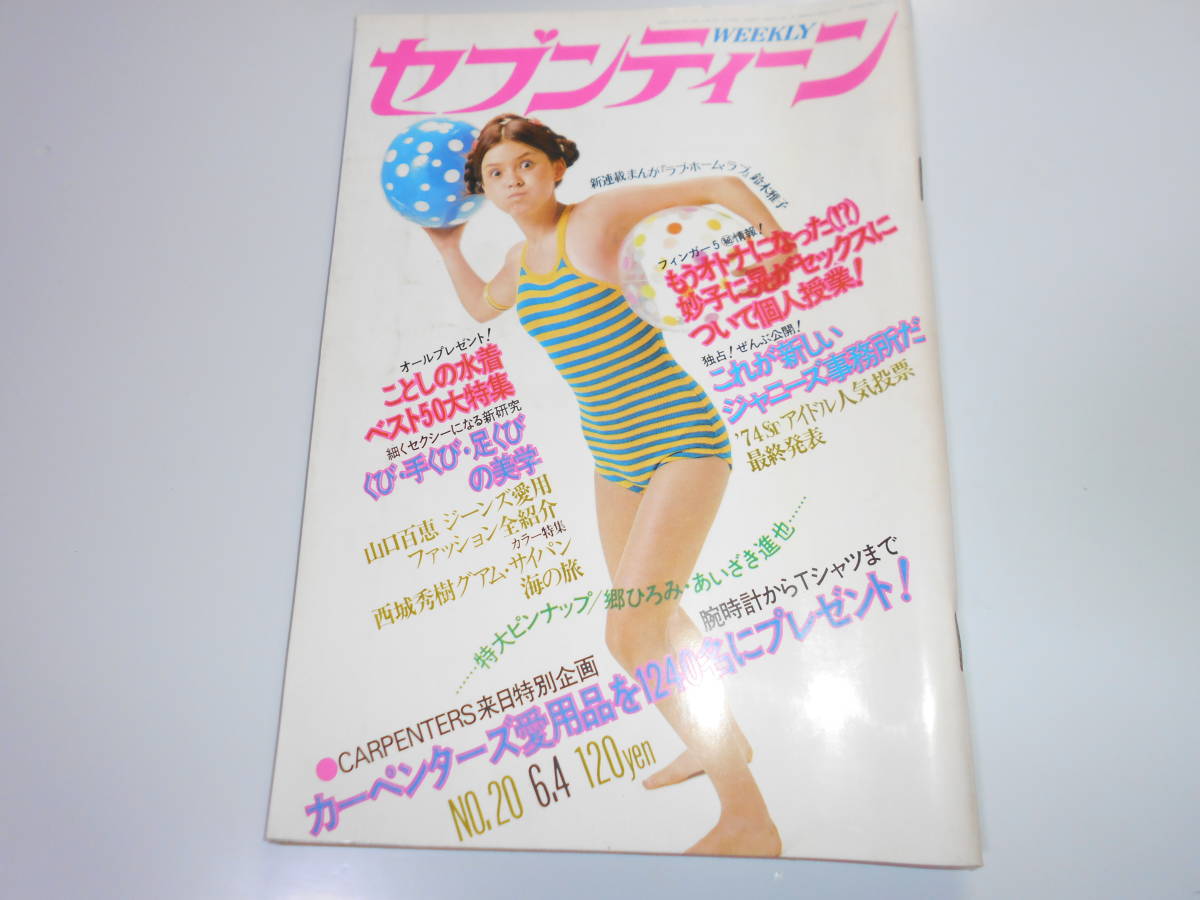 WEEKLY
セブンティーン
新連載まんが『ラブ・ホーム・ラブ』鈴木雅子
フィンガー5㊙情報!
もうオトナになった(!?)
妙子に晃がセックスに
ついて個人授業!
オールプレゼント!
ことしの水着
ベスト50大特集
独占!ぜんぶ公開!
これが新しい
ジャニーズ事務所だ
細くセクシーになる新研究
くび・手くび・足くび
の美学
'74 Srアイドル人気投票
最終発表
山口百恵 ジーンズ愛用
ファッション全紹介
カラー特集
西城秀樹グアム・サイパン
海の旅
……特大ピンナップ/郷ひろみ・あいざき進也……
●CARPENTERS来日特別企画
腕時計からTシャツまで
カーペンターズ愛用品を1240名にプレゼント!
NO.20 6.4 120yen